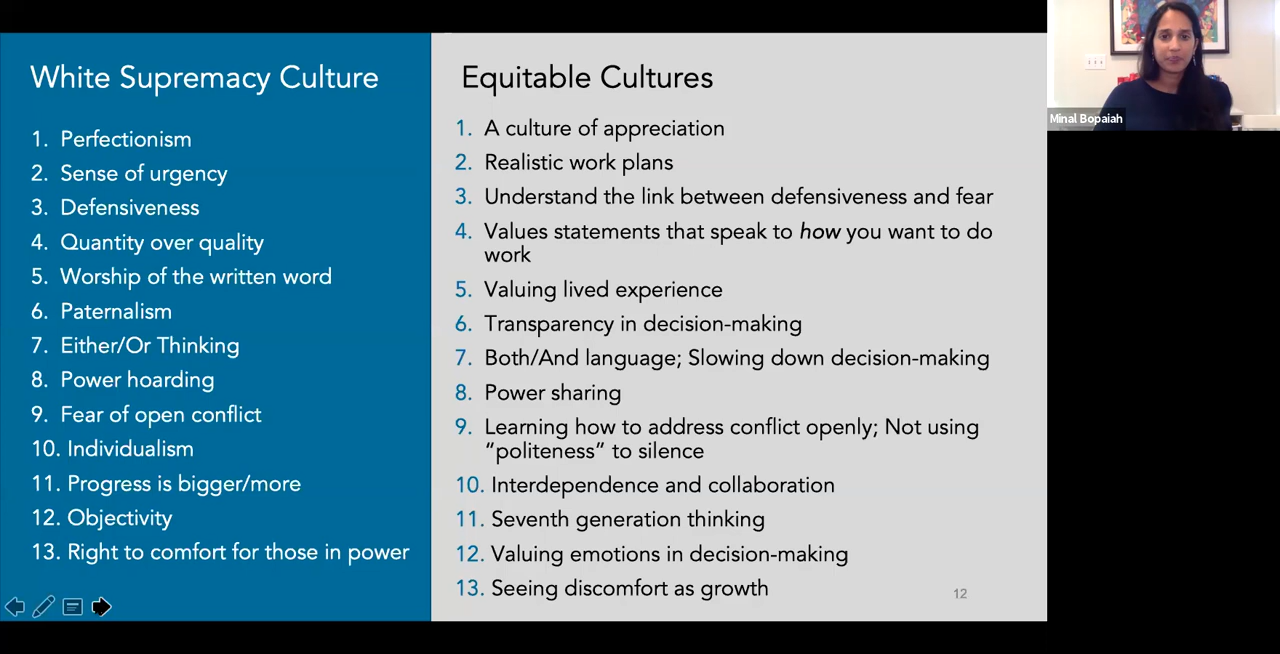 White Supremacy Culture
1. Perfectionism
2. Sense of urgency
3. Defensiveness
4. Quantity over quality
5. Worship of the written word
6. Paternalism
7. Either/Or Thinking
8. Power hoarding
9. Fear of open conflict
10. Individualism
11. Progress is bigger/more
12. Objectivity
13. Right to comfort for those in power
Equitable Cultures
1. A culture of appreciation
2. Realistic work plans
3. Understand the link between defensiveness and fear
4. Values statements that speak to how you want to do
work
5. Valuing lived experience
6. Transparency in decision-making
7. Both/And language; Slowing down decision-making
8. Power sharing
9. Learning how to address conflict openly; Not using
“politeness” to silence
10. Interdependence and collaboration
11. Seventh generation thinking
12. Valuing emotions in decision-making
13. Seeing discomfort as growth
12
Minal Bopaiah